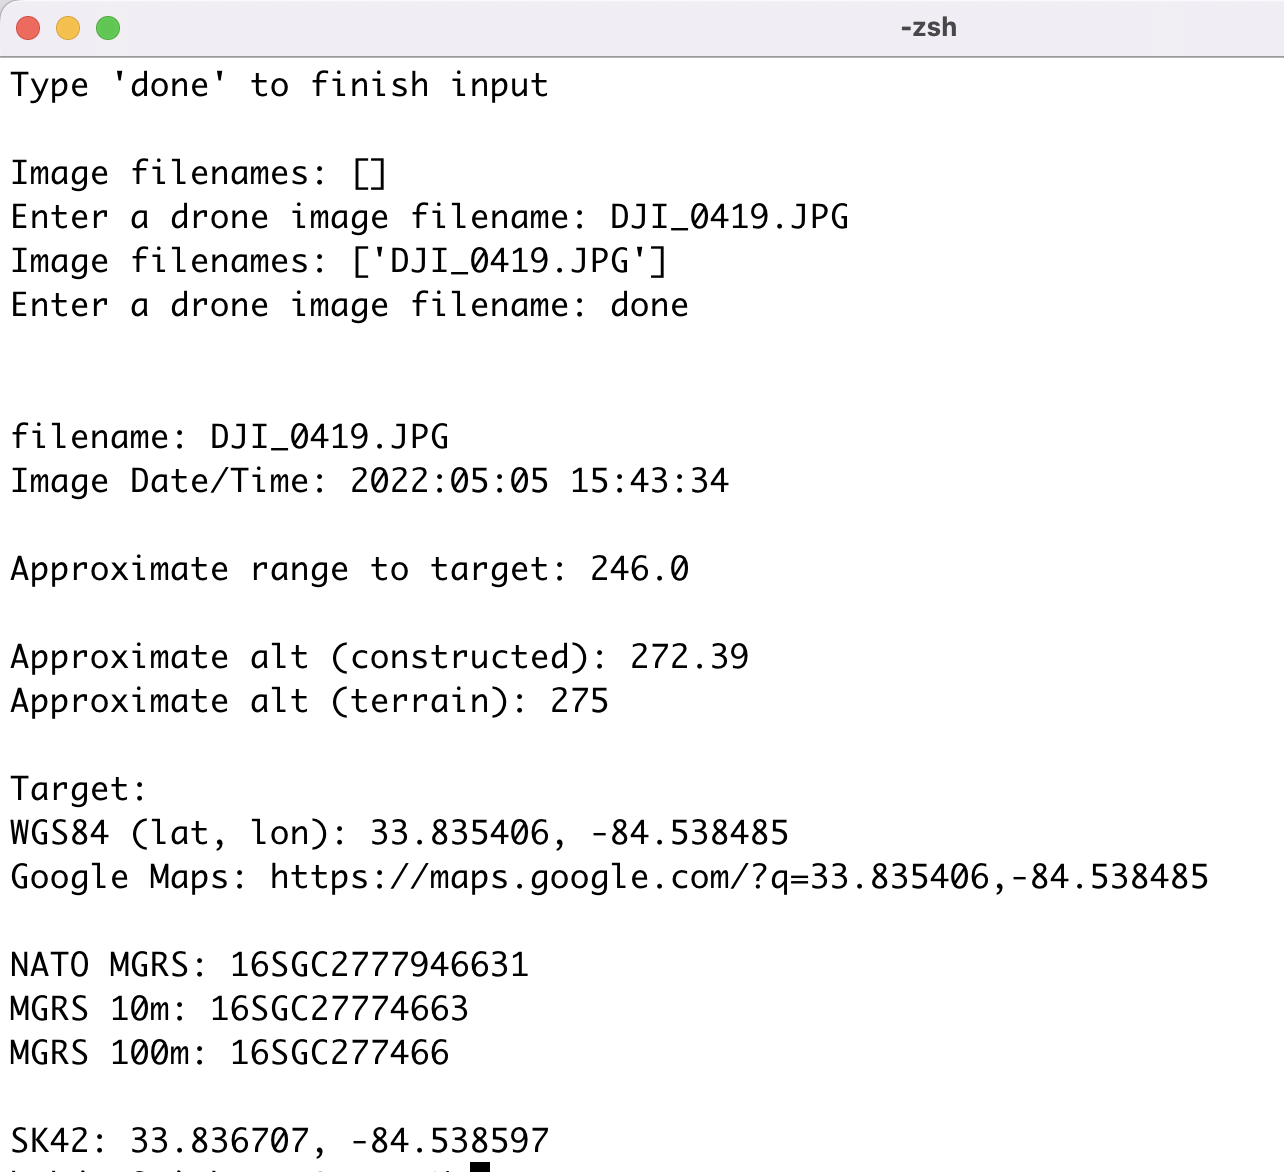 -zsh
Type 'done' to finish input
Image filenames: []
Enter a drone image filename: DJI_0419.JPG
Image filenames: ['DJI_0419.JPG']
Enter a drone image filename: done
filename: DJI_0419.JPG
Image Date/Time: 2022:05:05 15:43:34
Approximate range to target: 246.0
Approximate alt (constructed): 272.39
Approximate alt (terrain): 275
Target:
WGS84 (lat, lon): 33.835406, -84.538485
Google Maps: https://maps.google.com/?q=33.835406,-84.538485
NATO MGRS: 16SGC2777946631
MGRS 10m: 16SGC27774663
MGRS 100m: 16SGC277466
SK42: 33.836707, -84.538597